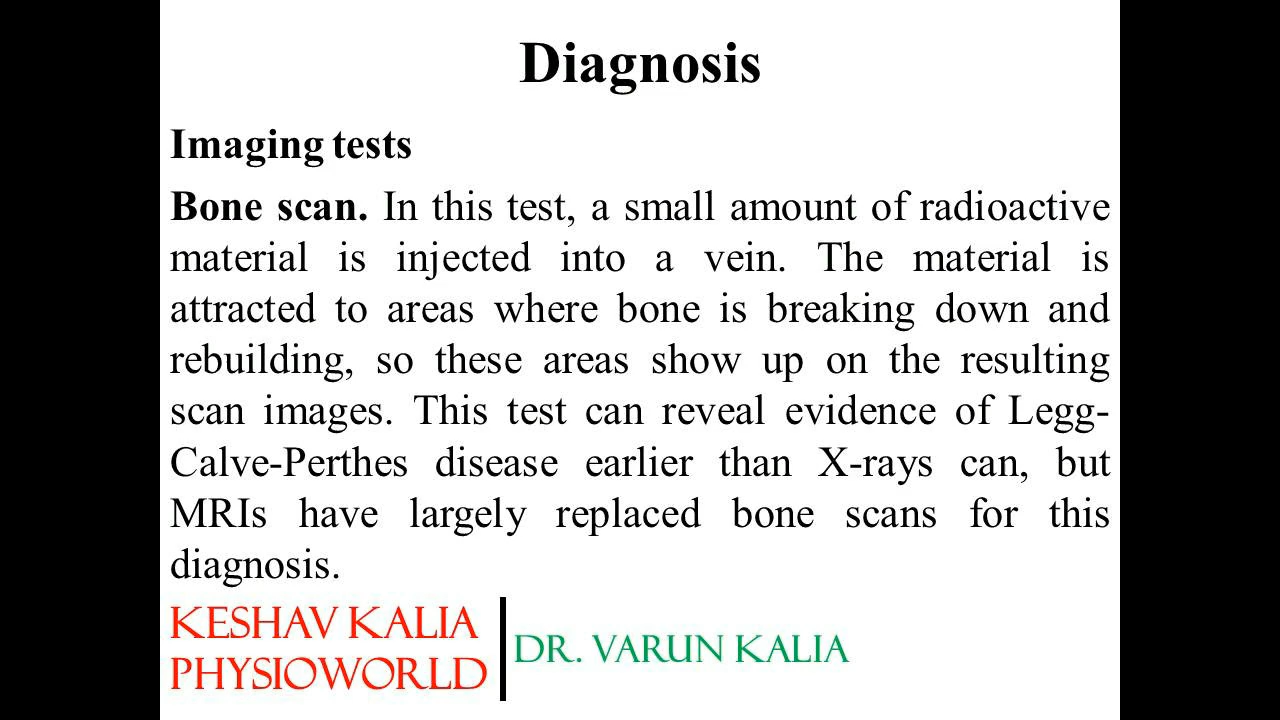 Diagnosis
Imaging tests
Bone scan. In this test, a small amount of radioactive
material is injected into a vein. The material is
attracted to areas where bone is breaking down and
rebuilding, so these areas show up on the resulting
scan images. This test can reveal evidence of Legg-
Calve-Perthes disease earlier than X-rays can, but
MRIs have largely replaced bone scans for this
diagnosis.
KESHAV KALIA
PHYSIOWORLD
DR. VARUN KALIA